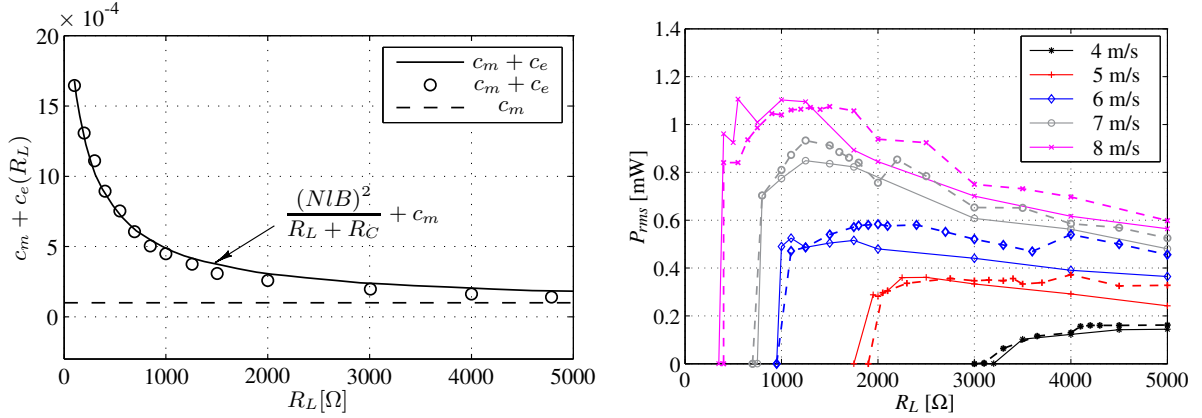 × 10⁻⁴
20
15
10
5
0
c_m + c_e(R_L)
0 1000 2000 3000 4000 5000
R_L[Ω]
c_m + c_e
c_m + c_e
c_m
(NlB)²
R_L + R_C + c_m
1.4
1.2
1
0.8
0.6
0.4
0.2
0
P_rms [mW]
0 1000 2000 3000 4000 5000
R_L [Ω]
4 m/s
5 m/s
6 m/s
7 m/s
8 m/s